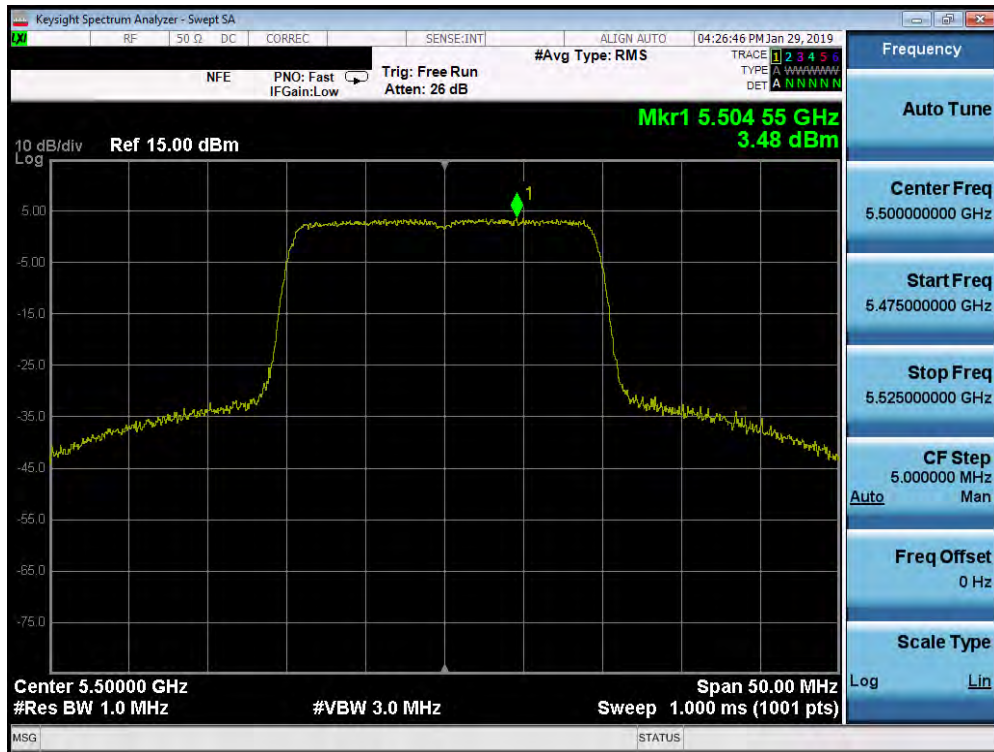 Keysight Spectrum Analyzer - Swept SA
LXI RF 50 Ω DC CORREC SENSE:INT ALIGN AUTO 04:26:46 PM Jan 29, 2019
#Avg Type: RMS TRACE 1 2 3 4 5 6
NFE PNO: Fast Trig: Free Run TYPE A WWWWW
IFGain:Low Atten: 26 dB DET A N N N N N
Mkr1 5.504 55 GHz
3.48 dBm
10 dB/div Ref 15.00 dBm
Log
1
5.00
-5.00
-15.0
-25.0
-35.0
-45.0
-55.0
-65.0
-75.0
Center 5.50000 GHz Span 50.00 MHz
#Res BW 1.0 MHz #VBW 3.0 MHz Sweep 1.000 ms (1001 pts)
MSG STATUS
Frequency
Auto Tune
Center Freq
5.500000000 GHz
Start Freq
5.475000000 GHz
Stop Freq
5.525000000 GHz
CF Step
5.000000 MHz
Auto Man
Freq Offset
0 Hz
Scale Type
Log Lin